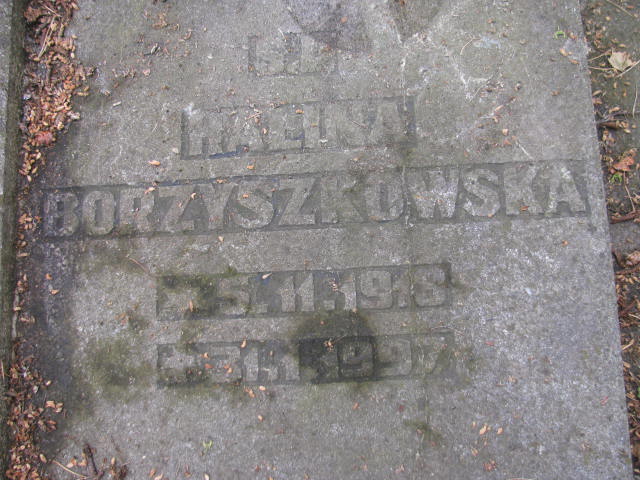 Ś.P.
HALINA
BORZYSZKOWSKA
* 5.11.1918